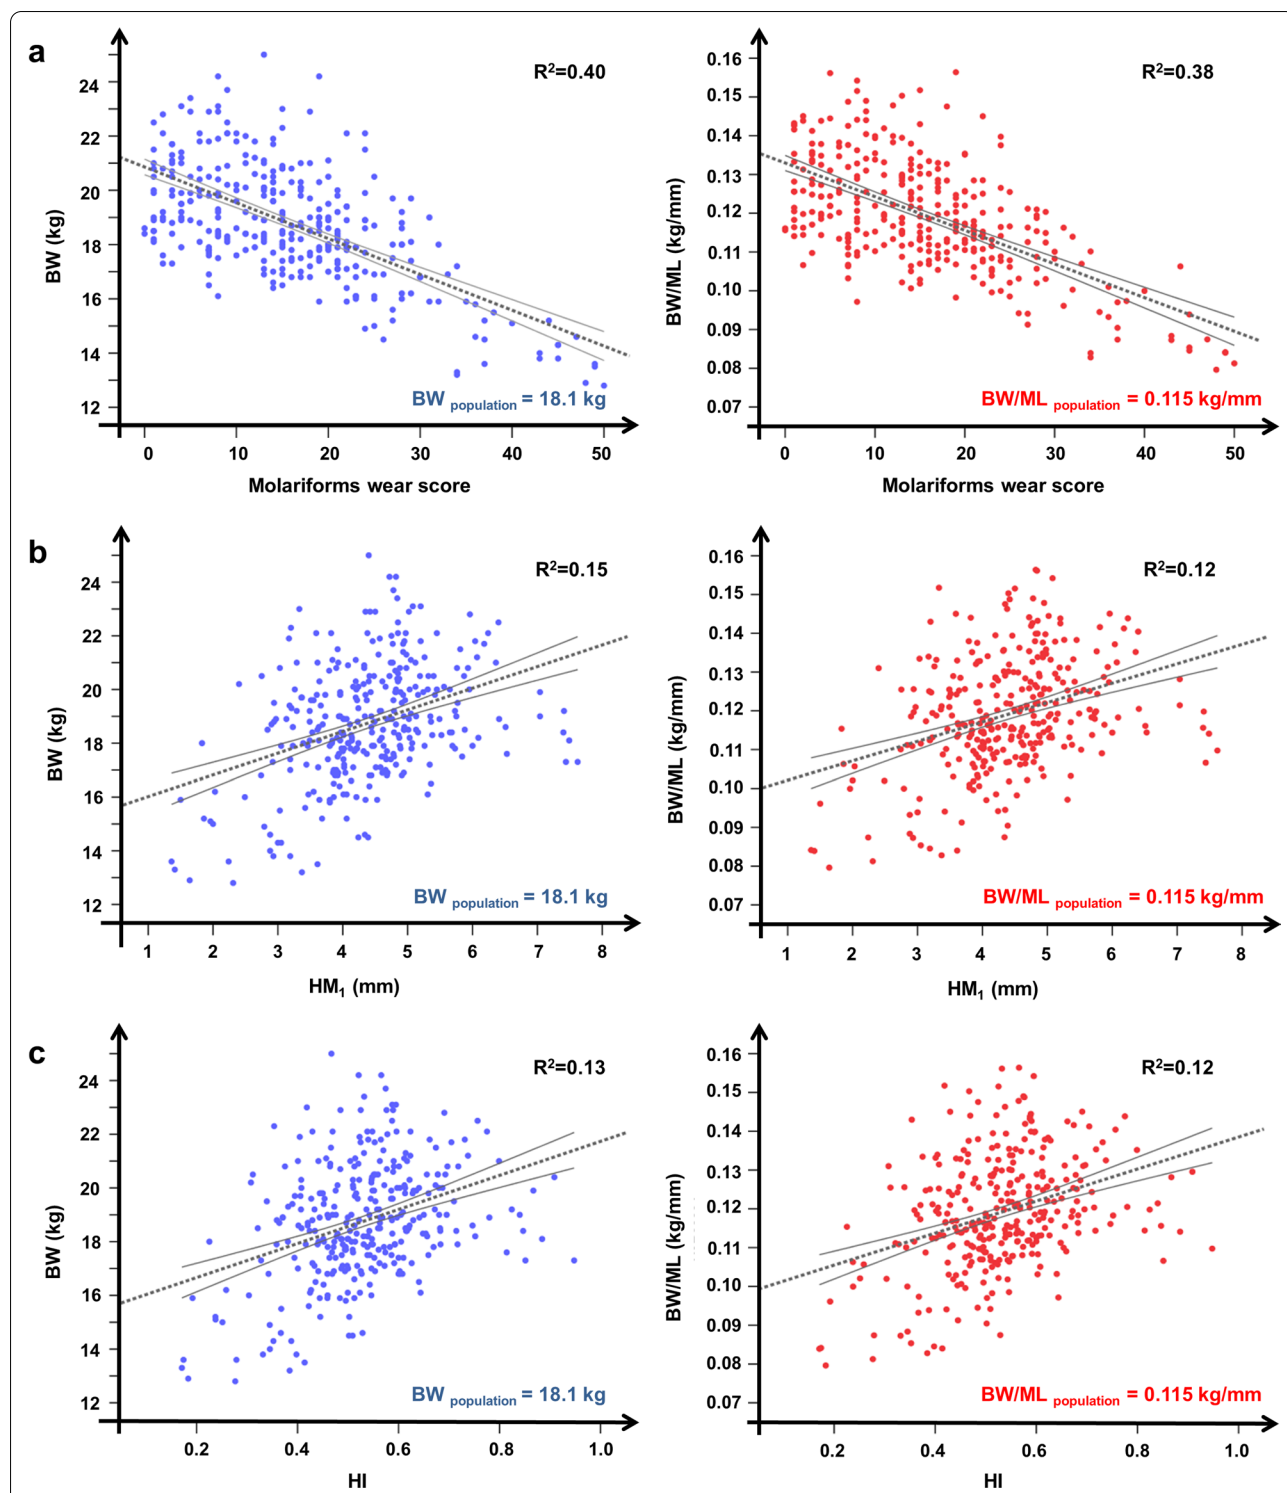 a
R²=0.40
BW (kg)
24
22
20
18
16
14
12
BW population = 18.1 kg
0 10 20 30 40 50
Molariforms wear score
R²=0.38
BW/ML (kg/mm)
0.16
0.15
0.14
0.13
0.12
0.11
0.10
0.09
0.08
0.07
BW/ML population = 0.115 kg/mm
0 10 20 30 40 50
Molariforms wear score
b
R²=0.15
BW (kg)
24
22
20
18
16
14
12
BW population = 18.1 kg
1 2 3 4 5 6 7 8
HM₁ (mm)
R²=0.12
BW/ML (kg/mm)
0.16
0.15
0.14
0.13
0.12
0.11
0.10
0.09
0.08
0.07
BW/ML population = 0.115 kg/mm
1 2 3 4 5 6 7 8
HM₁ (mm)
c
R²=0.13
BW (kg)
24
22
20
18
16
14
12
BW population = 18.1 kg
0.2 0.4 0.6 0.8 1.0
HI
R²=0.12
BW/ML (kg/mm)
0.16
0.15
0.14
0.13
0.12
0.11
0.10
0.09
0.08
0.07
BW/ML population = 0.115 kg/mm
0.2 0.4 0.6 0.8 1.0
HI